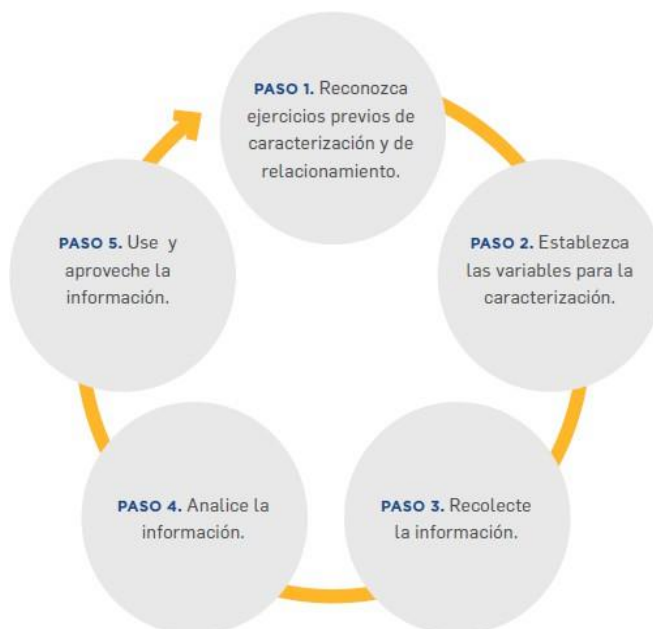 PASO 1. Reconozca
ejercicios previos de
caracterización y de
relacionamiento.
PASO 2. Establezca
las variables para la
caracterización.
PASO 3. Recolecte
la información.
PASO 4. Analice la
información.
PASO 5. Use y
aproveche la
información.